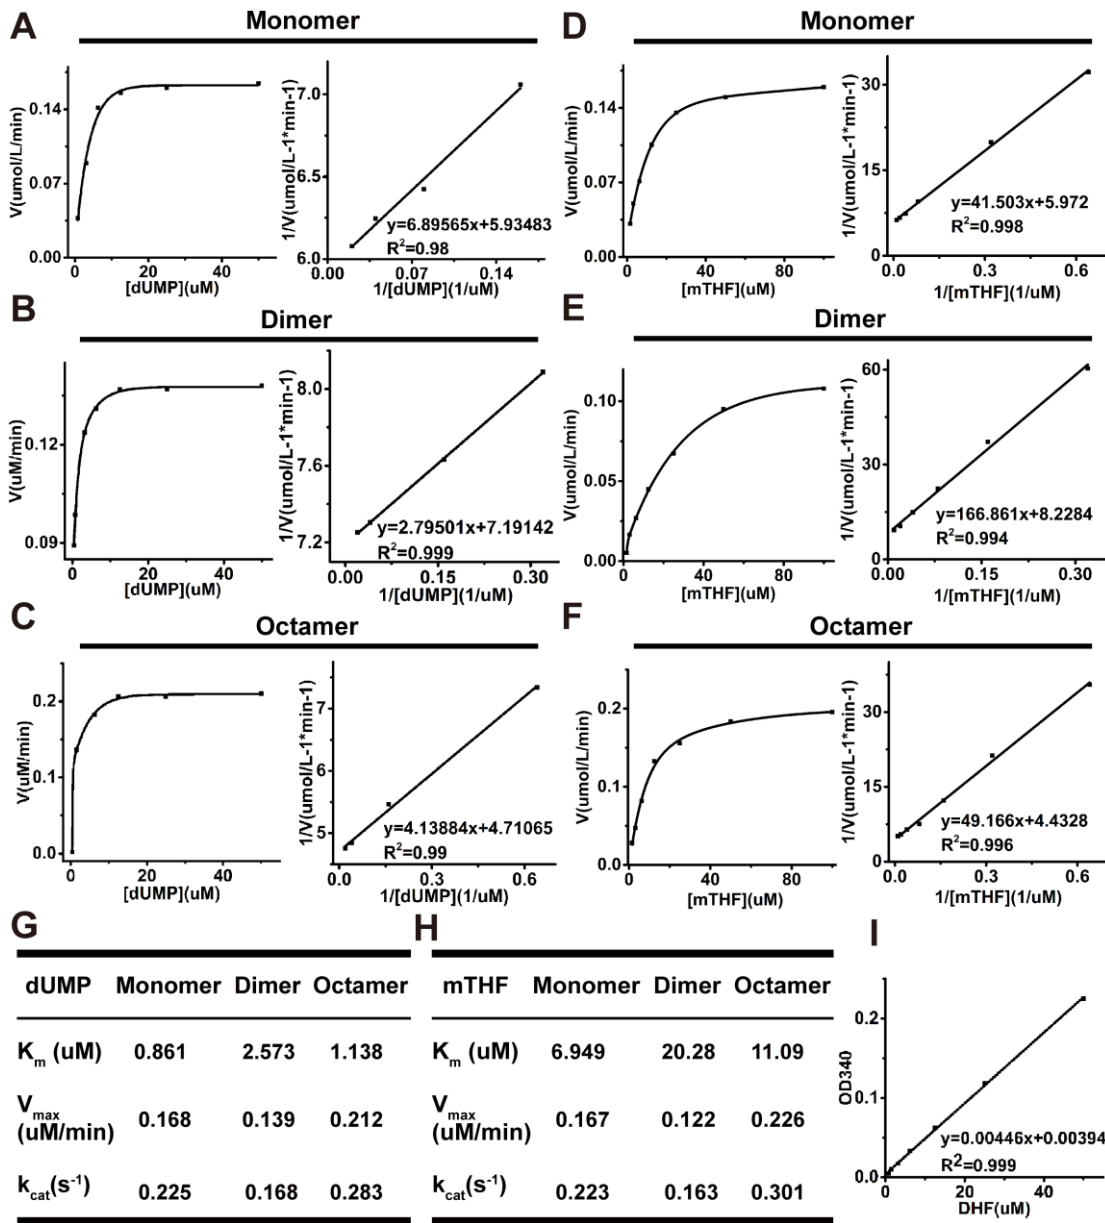 A
Monomer
V(umol/L/min)
0.14
0.07
0.00
0 20 40
[dUMP](uM)
1/V(umol/L-1*min-1)
7.0
6.5
6.0
y=6.89565x+5.93483
R²=0.98
0.07 0.14
1/[dUMP](1/uM)
D
Monomer
V(umol/L/min)
0.14
0.07
0.00
0 40 80
[mTHF](uM)
1/V(umol/L-1*min-1)
30
15
0
y=41.503x+5.972
R²=0.998
0.0 0.3 0.6
1/[mTHF](1/uM)
B
Dimer
V(uM/min)
0.12
0.09
0 20 40
[dUMP](uM)
1/V(umol/L-1*min-1)
8.0
7.6
7.2
y=2.79501x+7.19142
R²=0.999
0.00 0.15 0.30
1/[dUMP](1/uM)
E
Dimer
V(umol/L/min)
0.10
0.05
0.00
0 40 80
[mTHF](uM)
1/V(umol/L-1*min-1)
60
30
0
y=166.861x+8.2284
R²=0.994
0.00 0.15 0.30
1/[mTHF](1/uM)
C
Octamer
V(uM/min)
0.2
0.1
0.0
0 20 40
[dUMP](uM)
1/V(umol/L-1*min-1)
7
6
5
y=4.13884x+4.71065
R²=0.99
0.0 0.3 0.6
1/[dUMP](1/uM)
F
Octamer
V(umol/L/min)
0.2
0.1
0.0
0 40 80
[mTHF](uM)
1/V(umol/L-1*min-1)
30
15
0
y=49.166x+4.4328
R²=0.996
0.0 0.3 0.6
1/[mTHF](1/uM)
G
dUMP Monomer Dimer Octamer
Km (uM) 0.861 2.573 1.138
Vmax
(uM/min) 0.168 0.139 0.212
kcat(s⁻¹) 0.225 0.168 0.283
H
mTHF Monomer Dimer Octamer
Km (uM) 6.949 20.28 11.09
Vmax
(uM/min) 0.167 0.122 0.226
kcat(s⁻¹) 0.223 0.163 0.301
I
OD340
0.2
0.1
0.0
y=0.00446x+0.00394
R²=0.999
0 20 40
DHF(uM)